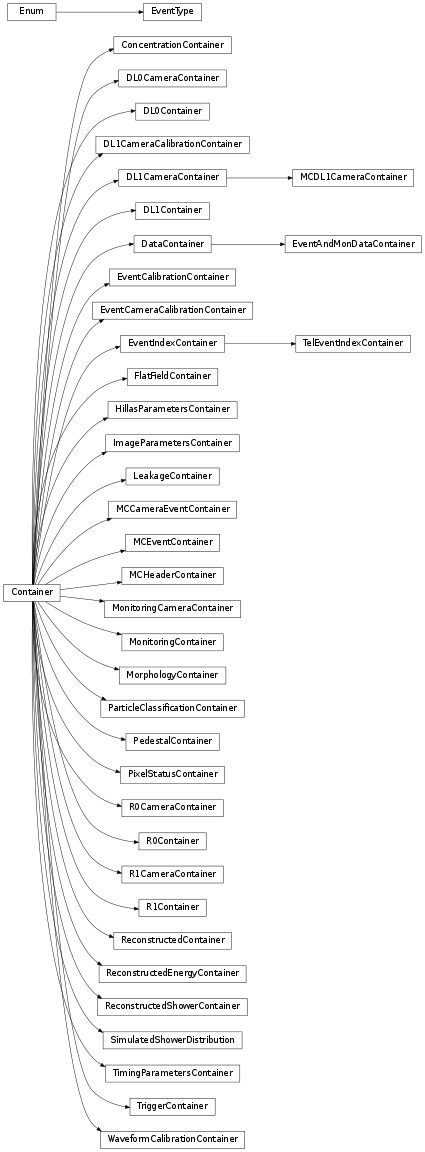 Enum
EventType
ConcentrationContainer
DL0CameraContainer
DL0Container
DL1CameraCalibrationContainer
DL1CameraContainer
MCDL1CameraContainer
DL1Container
DataContainer
EventAndMonDataContainer
EventCalibrationContainer
EventCameraCalibrationContainer
EventIndexContainer
TelEventIndexContainer
FlatFieldContainer
HillasParametersContainer
ImageParametersContainer
LeakageContainer
MCCameraEventContainer
MCEventContainer
MCHeaderContainer
Container
MonitoringCameraContainer
MonitoringContainer
MorphologyContainer
ParticleClassificationContainer
PedestalContainer
PixelStatusContainer
R0CameraContainer
R0Container
R1CameraContainer
R1Container
ReconstructedContainer
ReconstructedEnergyContainer
ReconstructedShowerContainer
SimulatedShowerDistribution
TimingParametersContainer
TriggerContainer
WaveformCalibrationContainer